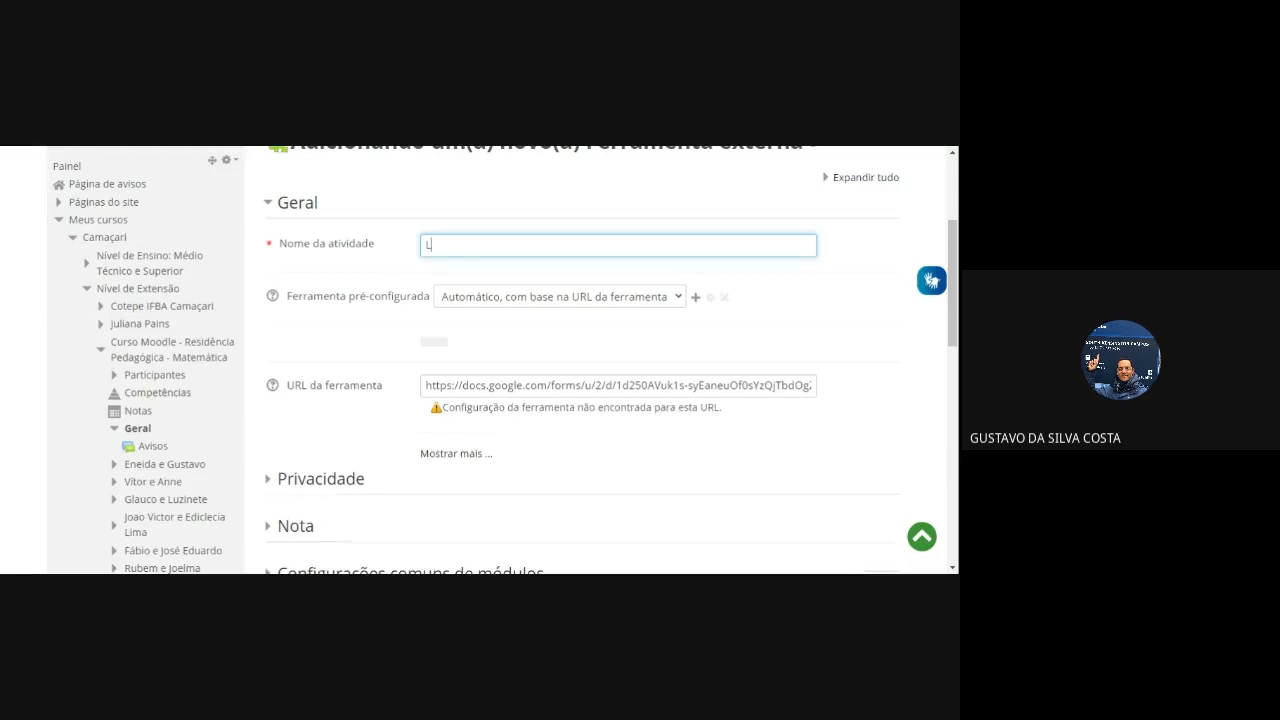 Adicionando um(a) novo(a) Ferramenta externa
Painel
Página de avisos
Páginas do site
Meus cursos
Camaçari
Nível de Ensino: Médio
Técnico e Superior
Nível de Extensão
Cotepe IFBA Camaçari
Juliana Pains
Curso Moodle - Residência
Pedagógica - Matemática
Participantes
Competências
Notas
Geral
Avisos
Eneida e Gustavo
Vítor e Anne
Glauco e Luzinete
Joao Victor e Ediclecia
Lima
Fábio e José Eduardo
Rubem e Joelma
Expandir tudo
Geral
* Nome da atividade
L
Ferramenta pré-configurada
Automático, com base na URL da ferramenta
URL da ferramenta
https://docs.google.com/forms/u/2/d/1d250AVuk1s-syEaneuOf0sYzQjTbdOg
Configuração da ferramenta não encontrada para esta URL.
Mostrar mais ...
Privacidade
Nota
Configurações comuns de módulos
GUSTAVO DA SILVA COSTA